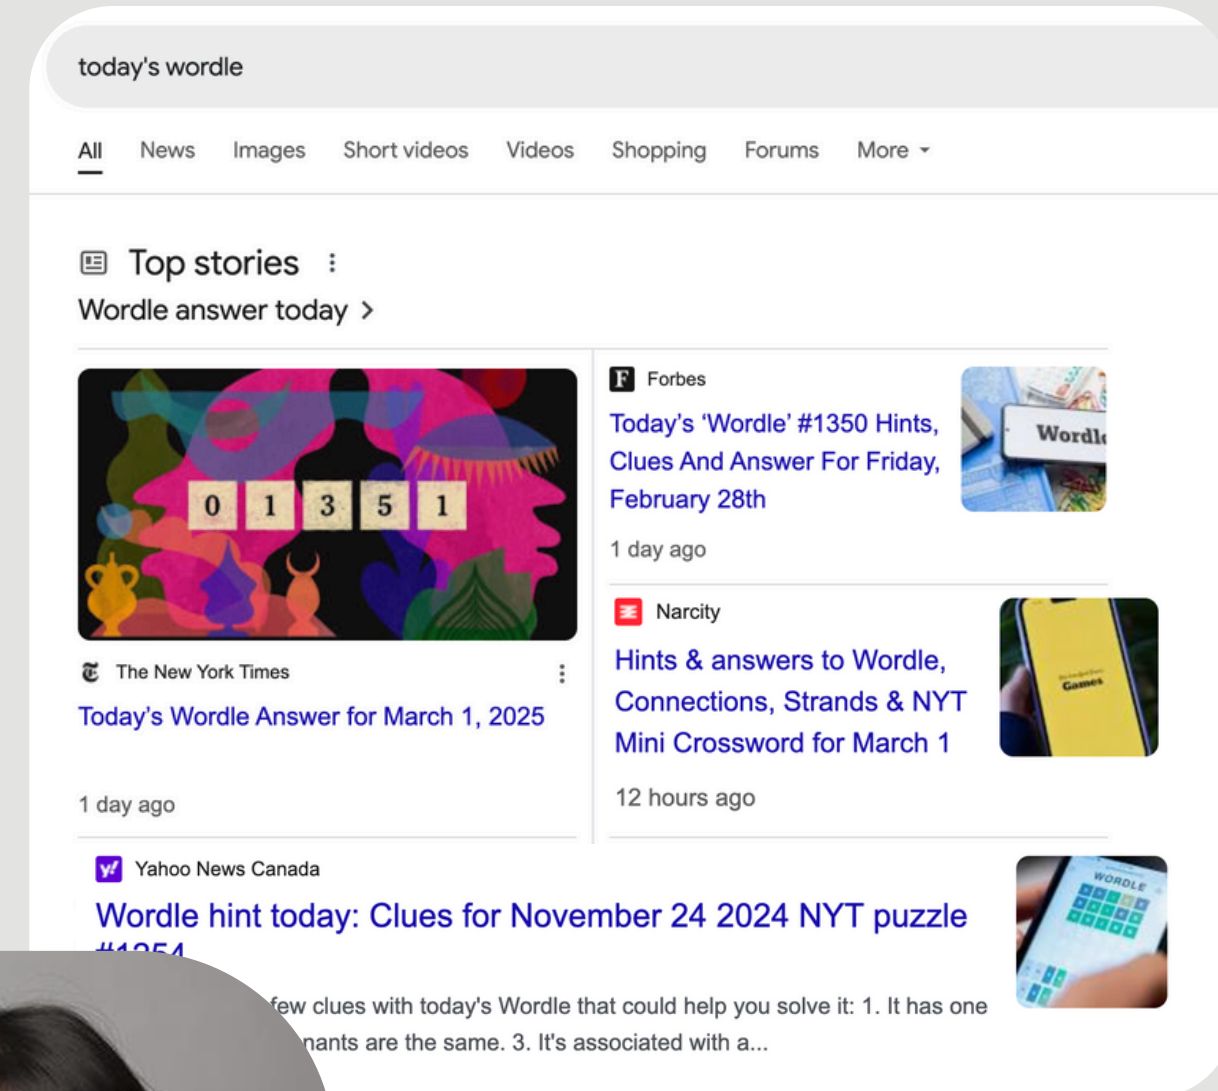 today's wordle
All News Images Short videos Videos Shopping Forums More
Top stories
Wordle answer today
0 1 3 5 1
The New York Times
Today's Wordle Answer for March 1, 2025
1 day ago
F Forbes
Today's 'Wordle' #1350 Hints,
Clues And Answer For Friday,
February 28th
1 day ago
Wordle
Narcity
Hints & answers to Wordle,
Connections, Strands & NYT
Mini Crossword for March 1
12 hours ago
Games
y! Yahoo News Canada
Wordle hint today: Clues for November 24 2024 NYT puzzle
#1254
few clues with today's Wordle that could help you solve it: 1. It has one
nants are the same. 3. It's associated with a...
WORDLE